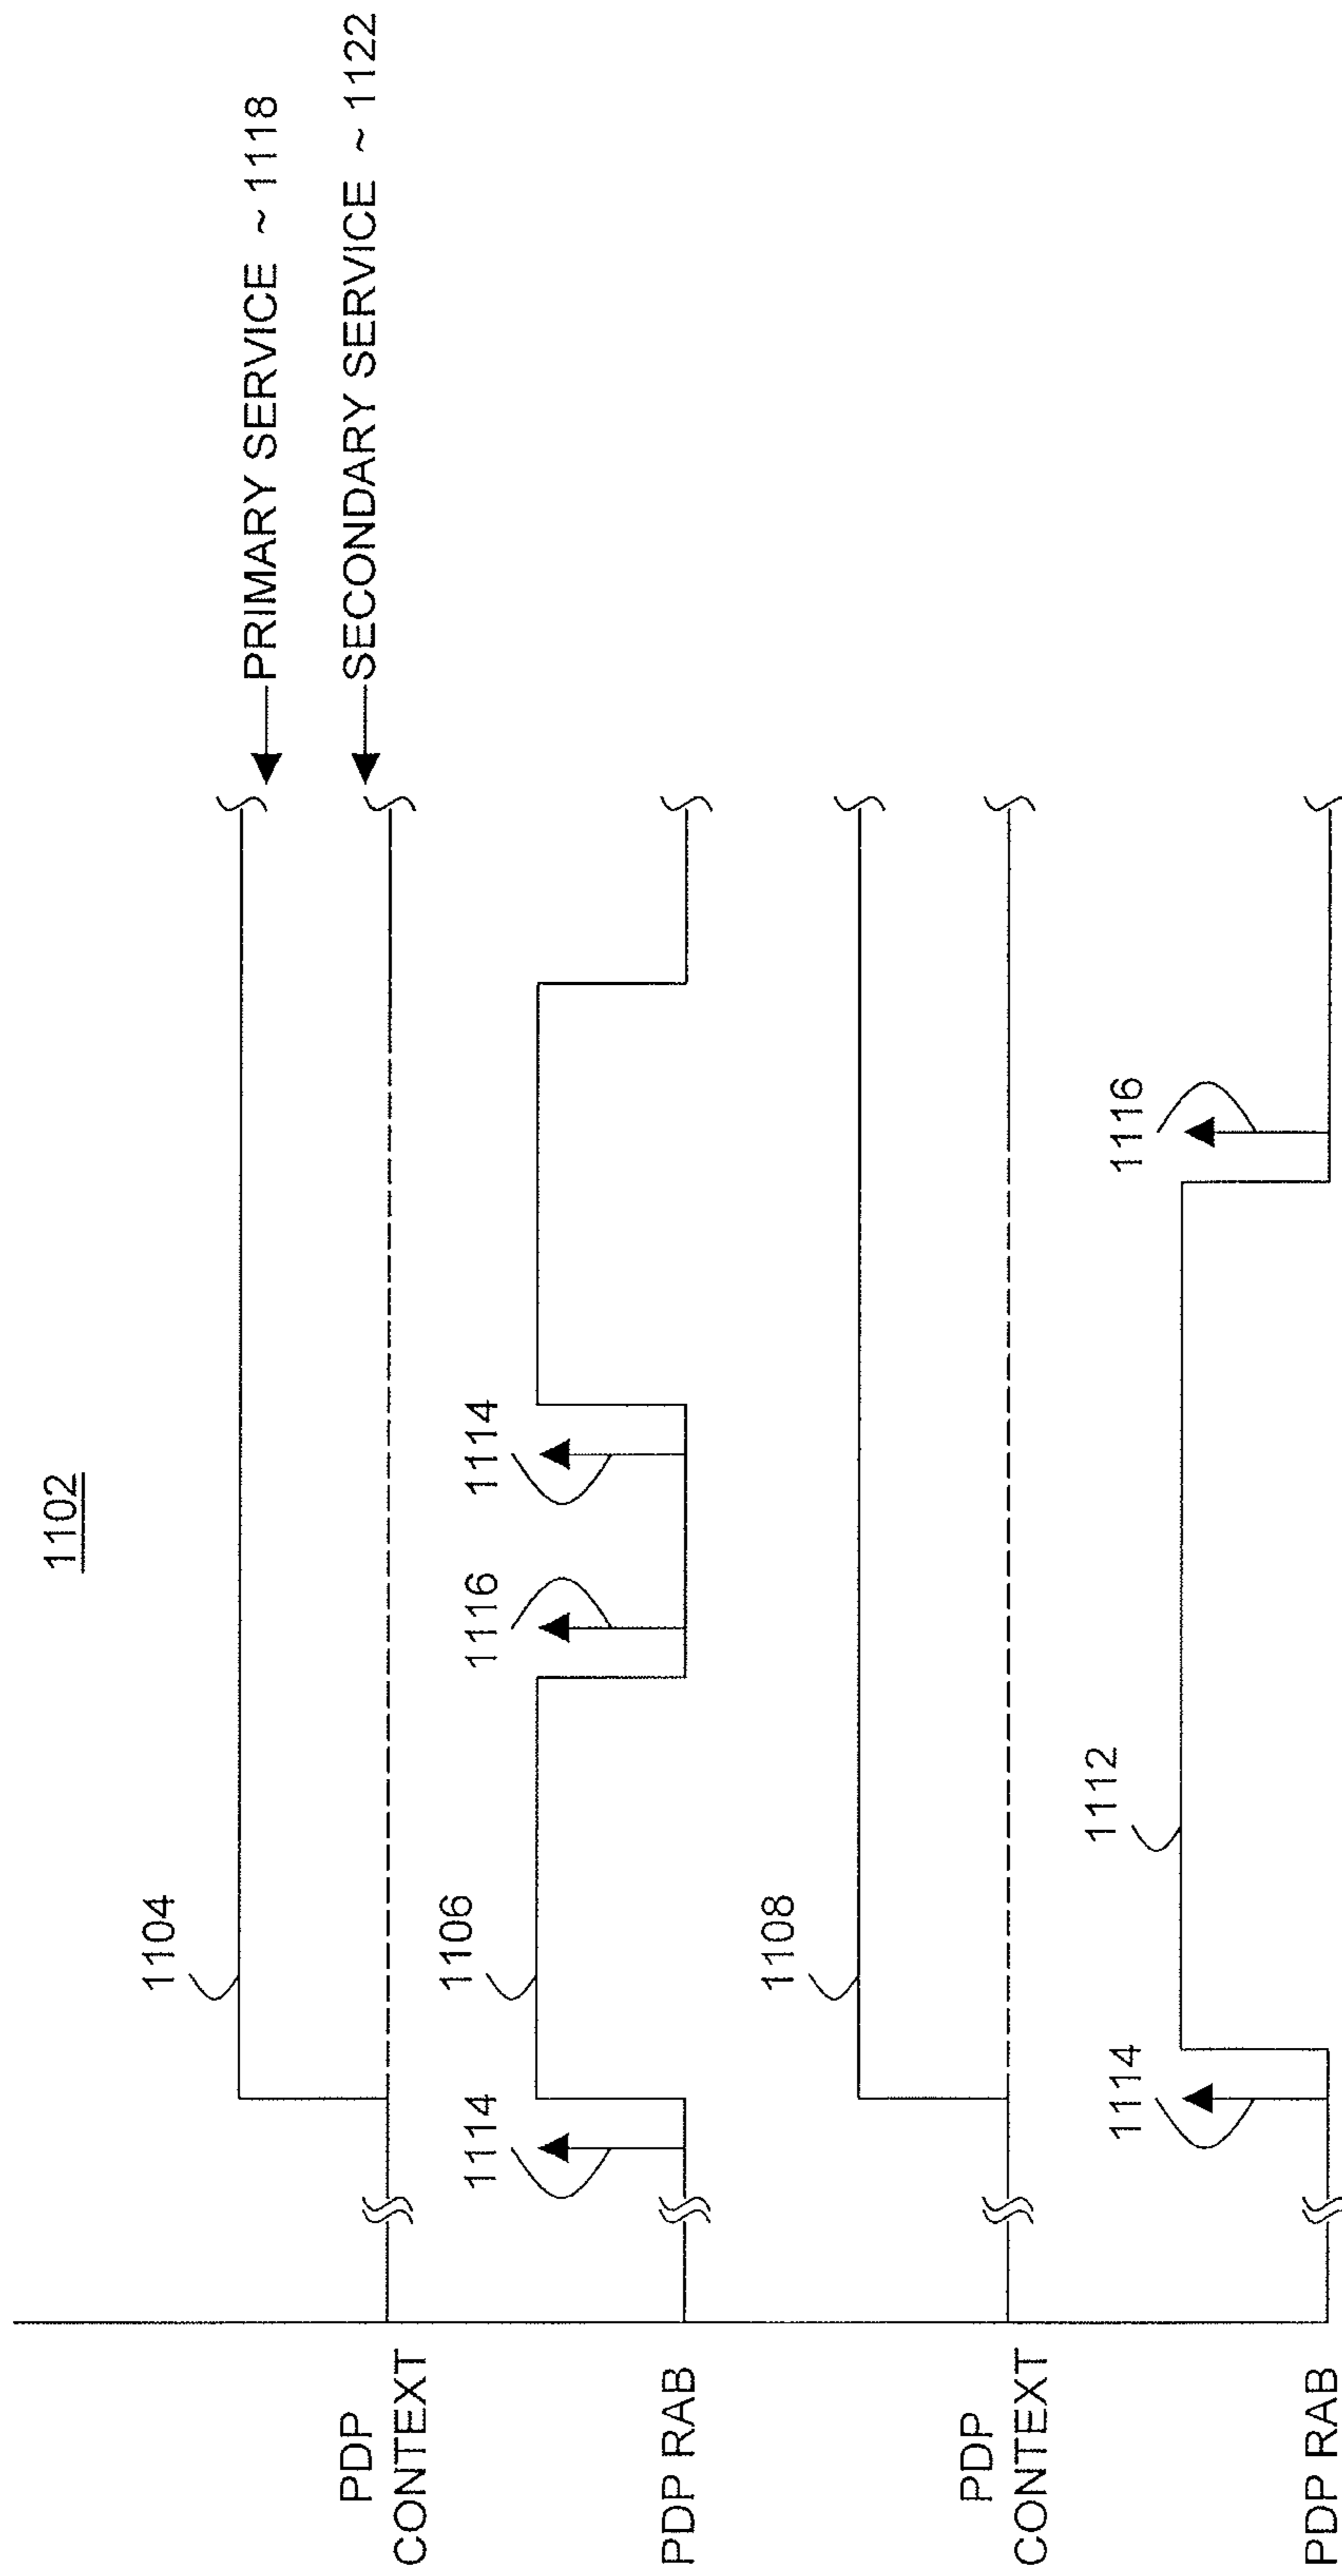 1102
PRIMARY SERVICE ~ 1118
SECONDARY SERVICE ~ 1122
1104
PDP
CONTEXT
1114
1106
1116
1114
PDP RAB
1108
PDP
CONTEXT
1114
1112
1116
PDP RAB